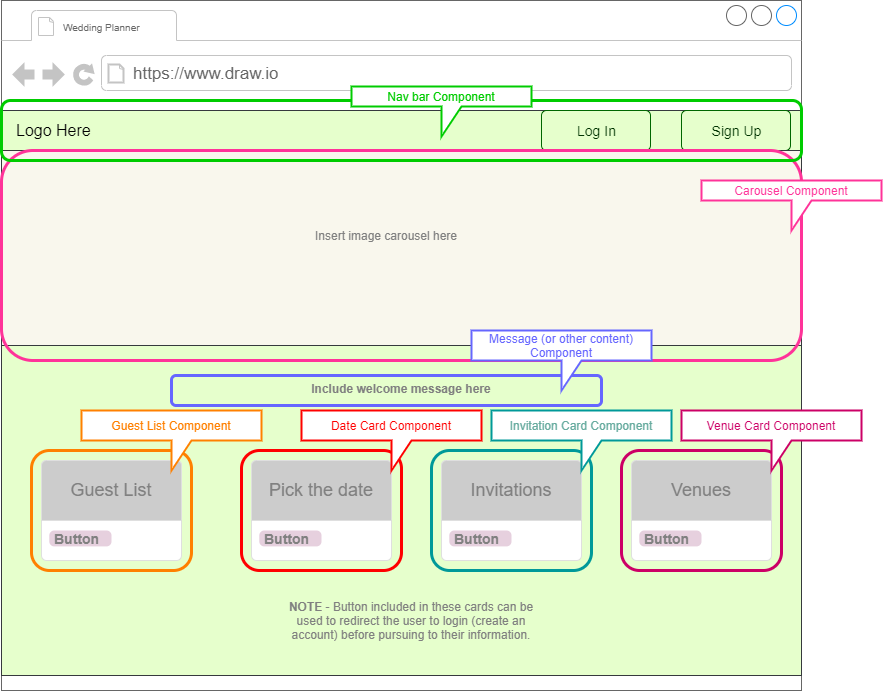 Wedding Planner
https://www.draw.io
Nav bar Component
Logo Here
Log In
Sign Up
Carousel Component
Insert image carousel here
Message (or other content)
Component
Include welcome message here
Guest List Component
Date Card Component
Invitation Card Component
Venue Card Component
Guest List
Pick the date
Invitations
Venues
Button
Button
Button
Button
NOTE - Button included in these cards can be
used to redirect the user to login (create an
account) before pursuing to their information.